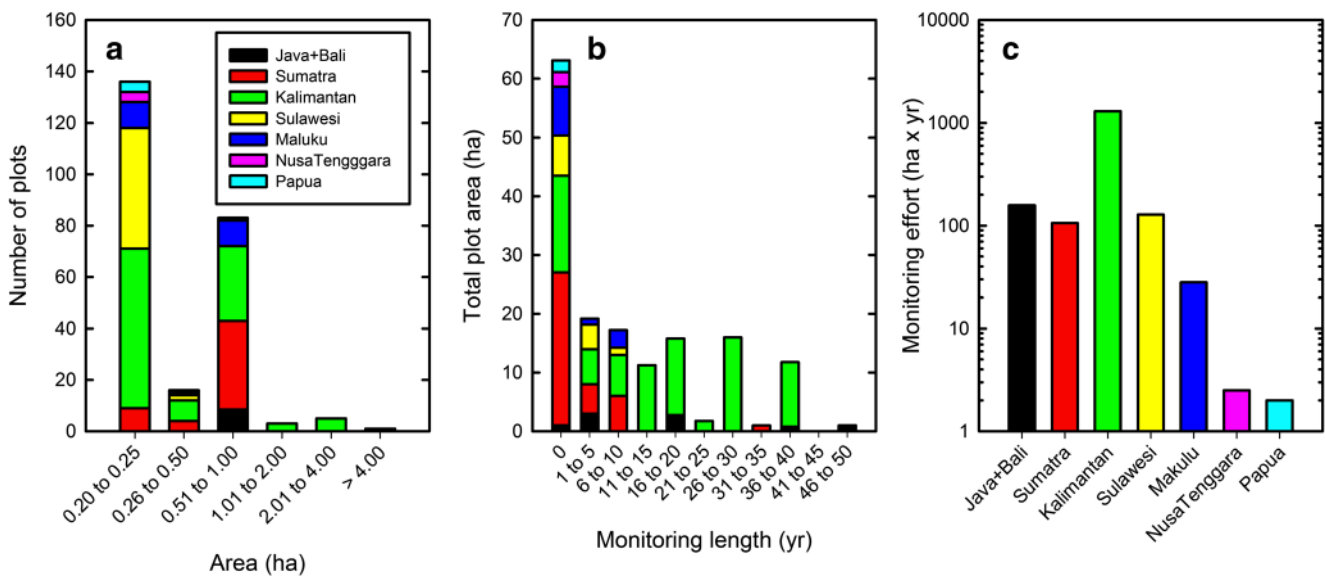 a
Java+Bali
Sumatra
Kalimantan
Sulawesi
Maluku
NusaTengggara
Papua
160
140
120
100
80
60
40
20
0
Number of plots
0.20 to 0.25
0.26 to 0.50
0.51 to 1.00
1.01 to 2.00
2.01 to 4.00
> 4.00
Area (ha)
b
70
60
50
40
30
20
10
0
Total plot area (ha)
0
1 to 5
6 to 10
11 to 15
16 to 20
21 to 25
26 to 30
31 to 35
36 to 40
41 to 45
46 to 50
Monitoring length (yr)
c
10000
1000
100
10
1
Monitoring effort (ha x yr)
Java+Bali
Sumatra
Kalimantan
Sulawesi
Makulu
NusaTenggara
Papua